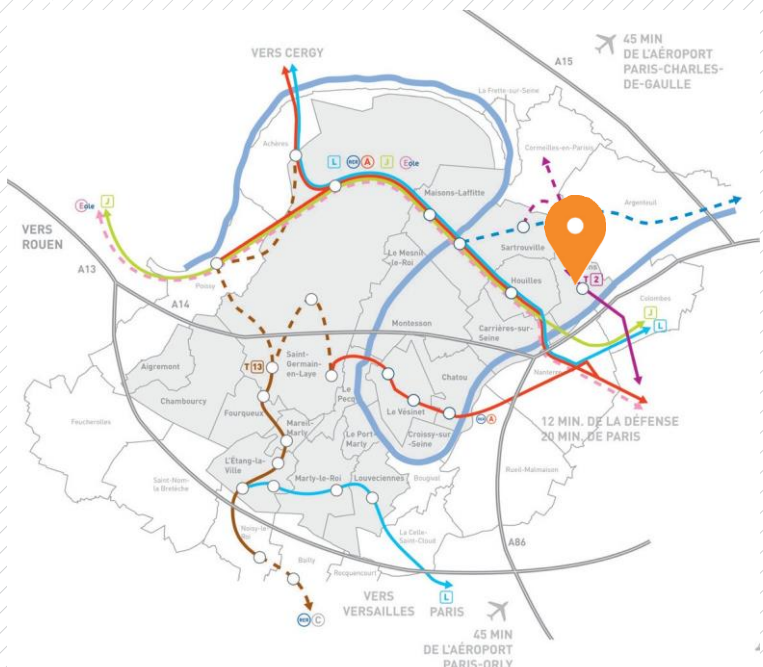 45 MIN
DE L'AÉROPORT
PARIS-CHARLES-
DE-GAULLE
A15
VERS CERGY
La Frette-sur-Seine
Achères
L RER A J Eole
Cormeilles-en-Parisis
Maisons-Laffitte
Eole J
Argenteuil
VERS
ROUEN
Sartrouville
Le Mesnil
le-Roi
A13
Poissy
Houilles
T 2
A14
Colombes
J
Montesson
Carrières-sur-
Seine
L
Aigremont
T 13
Saint-
Germain-
en-Laye
Nanterre
Chambourcy
Le
Pecq
Chatou
Fourqueux
Le Vésinet
RER A
12 MIN. DE LA DÉFENSE
20 MIN. DE PARIS
Feucherolles
Mareil-
Marly
Le Port-
Marly
Croissy-sur
-Seine
L'Étang-la-
Ville
Rueil-Malmaison
Saint-Nom-
la Bretèche
Marly-le-Roi
Louveciennes
Bougival
Noisy-le-
Roi
La Celle-
Saint-Cloud
A86
Bailly
Rocquencourt
L
RER C
VERS
VERSAILLES
PARIS
45 MIN
DE L'AÉROPORT
PARIS-ORLY